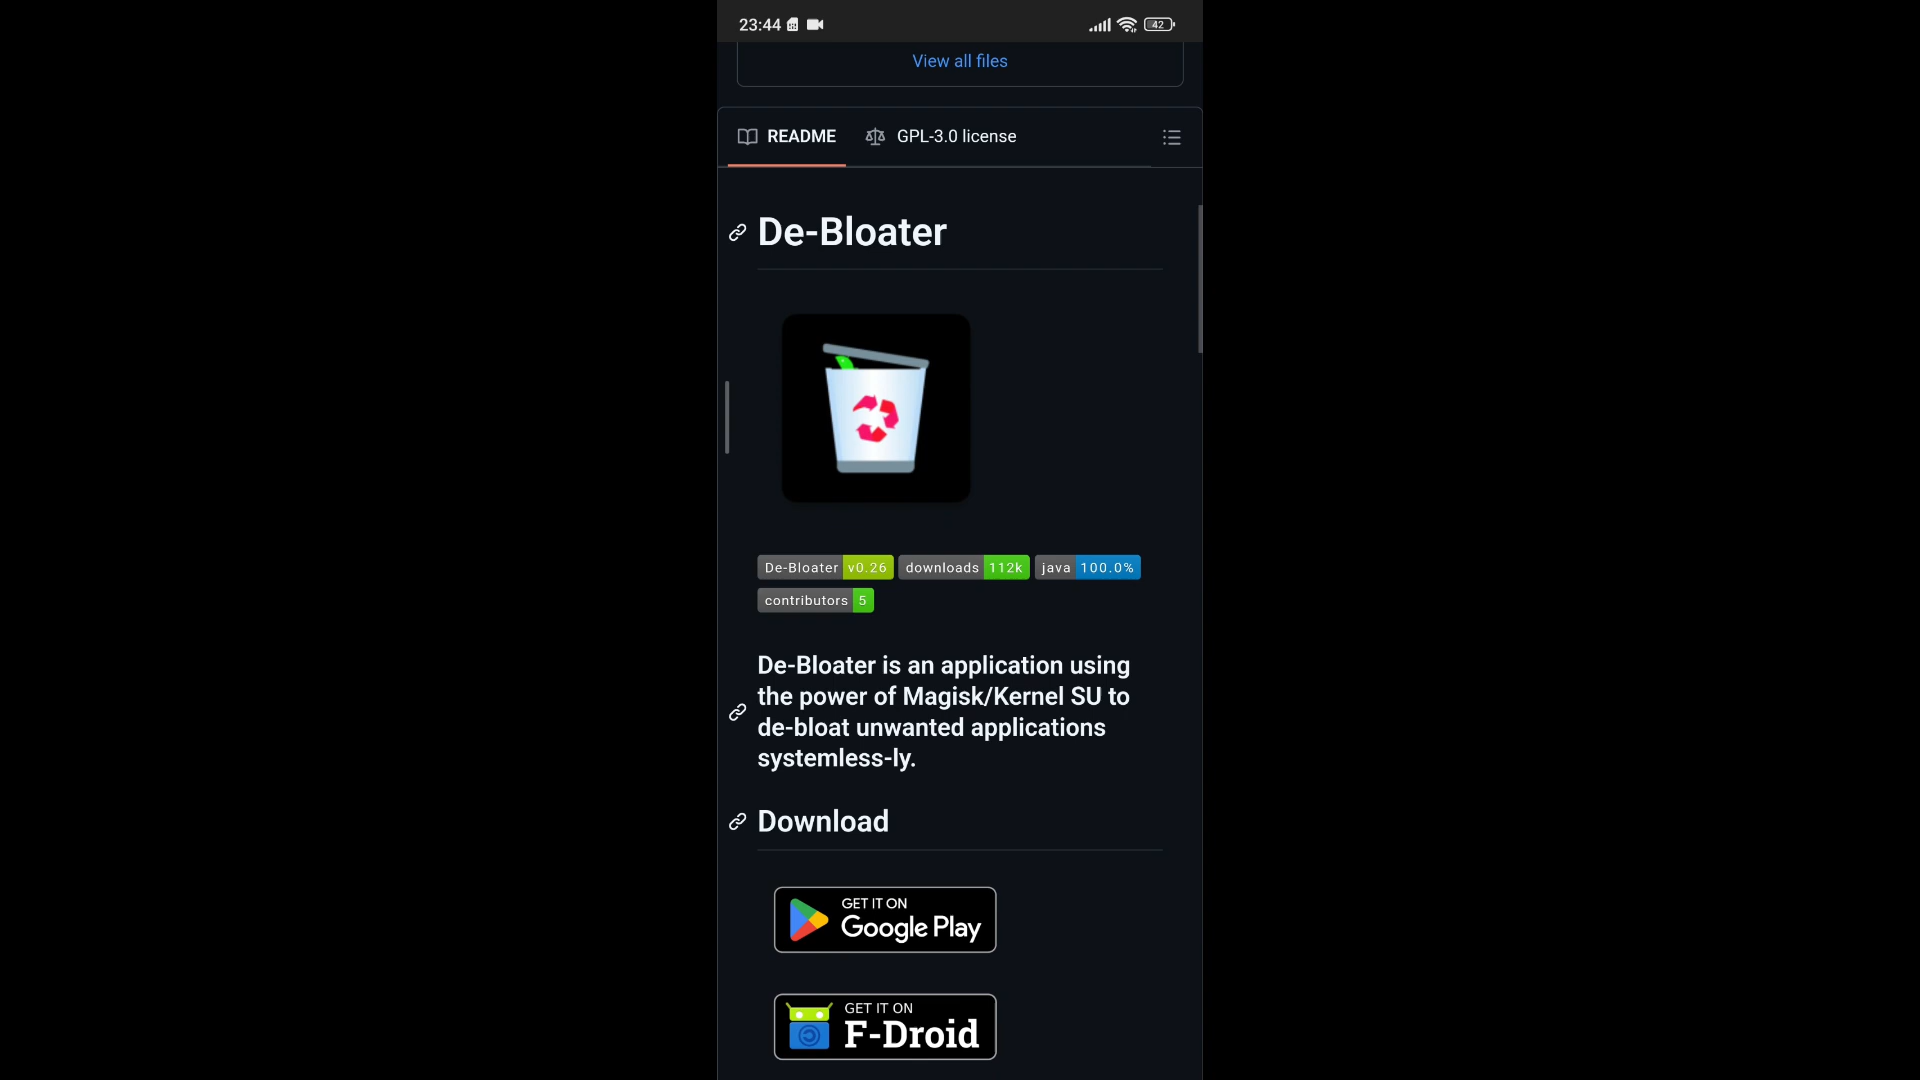 23:44 42
View all files
README GPL-3.0 license
De-Bloater
De-Bloater v0.26 downloads 112k java 100.0%
contributors 5
De-Bloater is an application using
the power of Magisk/Kernel SU to
de-bloat unwanted applications
systemless-ly.
Download
GET IT ON
Google Play
GET IT ON
F-Droid